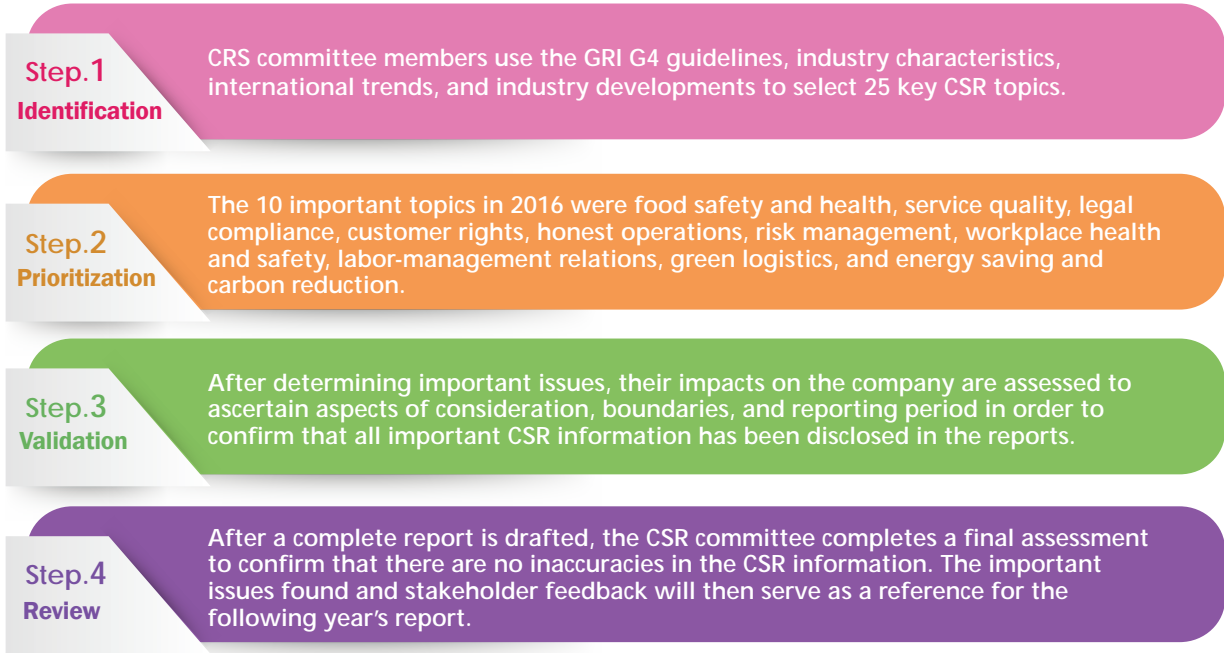 Step.1
Identification
CRS committee members use the GRI G4 guidelines, industry characteristics,
international trends, and industry developments to select 25 key CSR topics.
Step.2
Prioritization
The 10 important topics in 2016 were food safety and health, service quality, legal
compliance, customer rights, honest operations, risk management, workplace health
and safety, labor-management relations, green logistics, and energy saving and
carbon reduction.
Step.3
Validation
After determining important issues, their impacts on the company are assessed to
ascertain aspects of consideration, boundaries, and reporting period in order to
confirm that all important CSR information has been disclosed in the reports.
Step.4
Review
After a complete report is drafted, the CSR committee completes a final assessment
to confirm that there are no inaccuracies in the CSR information. The important
issues found and stakeholder feedback will then serve as a reference for the
following year's report.